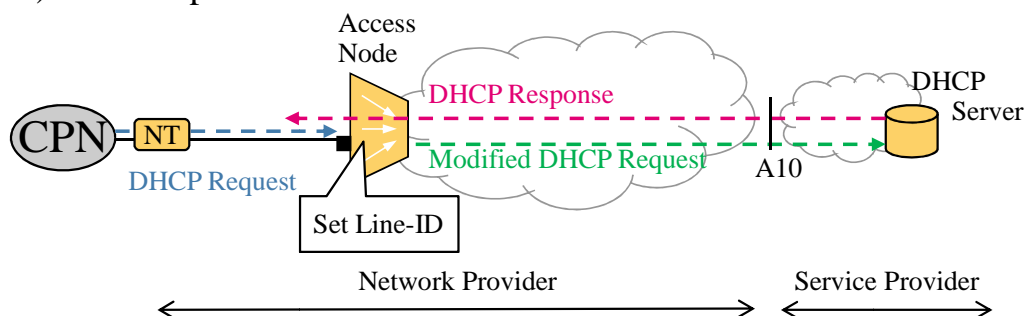 Access
Node
DHCP Response
DHCP
Server
CPN
NT
Modified DHCP Request
A10
DHCP Request
Set Line-ID
Network Provider
Service Provider